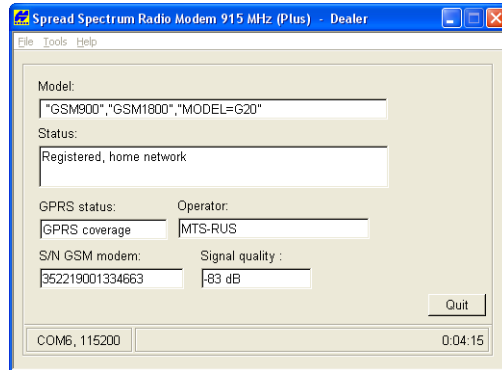 Spread Spectrum Radio Modem 915 MHz (Plus) - Dealer
File Tools Help
Model:
"GSM900","GSM1800","MODEL=G20"
Status:
Registered, home network
GPRS status: Operator:
GPRS coverage MTS-RUS
S/N GSM modem: Signal quality :
352219001334663 -83 dB
Quit
COM6, 115200 0:04:15